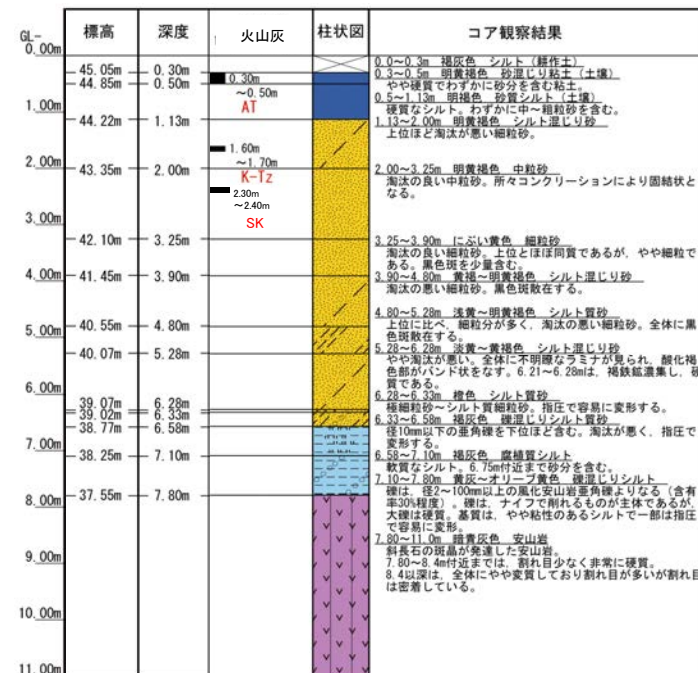 標高 深度 火山灰 柱状図 コア観察結果
GL-
0.00m
1.00m
2.00m
3.00m
4.00m
5.00m
6.00m
7.00m
8.00m
9.00m
10.00m
11.00m
45.05m 0.30m
44.85m 0.50m
44.22m 1.13m
43.35m 2.00m
42.10m 3.25m
41.45m 3.90m
40.55m 4.80m
40.07m 5.28m
39.07m 6.28m
39.02m 6.33m
38.77m 6.58m
38.25m 7.10m
37.55m 7.80m
0.30m
～0.50m
AT
1.60m
～1.70m
K-Tz
2.30m
～2.40m
SK
0.0～0.3m 褐灰色 シルト（耕作土）
0.3～0.5m 明黄褐色 砂混じり粘土（土壌）
やや硬質でわずかに砂分を含む粘土。
0.5～1.13m 明褐色 砂質シルト（土壌）
硬質なシルト。わずかに中～粗粒砂を含む。
1.13～2.00m 明黄褐色 シルト混じり砂
上位ほど淘汰が悪い細粒砂。
2.00～3.25m 明黄褐色 中粒砂
淘汰の良い中粒砂。所々コンクリーションにより固結状と
なる。
3.25～3.90m にぶい黄色 細粒砂
淘汰の良い細粒砂。上位とほぼ同質であるが，やや細粒で
ある。黒色斑を少量含む。
3.90～4.80m 黄褐～明黄褐色 シルト混じり砂
淘汰の悪い細粒砂。黒色斑散在する。
4.80～5.28m 浅黄～明黄褐色 シルト質砂
上位に比べ，細粒分が多く，淘汰の悪い細粒砂。全体に黒
色斑散在する。
5.28～6.28m 淡黄～黄褐色 シルト混じり砂
やや淘汰が悪い。全体に不明瞭なラミナが見られ，酸化褐
色部がバンド状をなす。6.21～6.28mは，褐鉄鉱濃集し，硬
質である。
6.28～6.33m 橙色 シルト質砂
極細粒砂～シルト質細粒砂。指圧で容易に変形する。
6.33～6.58m 褐灰色 礫混じりシルト質砂
径10mm以下の亜角礫を下位ほど含む。淘汰が悪く，指圧で
変形する。
6.58～7.10m 褐灰色 腐植質シルト
軟質なシルト。6.75m付近まで砂分を含む。
7.10～7.80m 黄灰～オリーブ黄色 礫混じりシルト
礫は，径2～100mm以上の風化安山岩亜角礫よりなる（含有
率30%程度）。礫は，ナイフで削れるものが主体であるが，
大礫は硬質。基質は，やや粘性のあるシルトで一部は指圧
で容易に変形。
7.80～11.0m 暗青灰色 安山岩
斜長石の斑晶が発達した安山岩。
7.80～8.4m付近までは，割れ目少なく非常に硬質。
8.4以深は，全体にやや変質しており割れ目が多いが割れ目
は密着している。